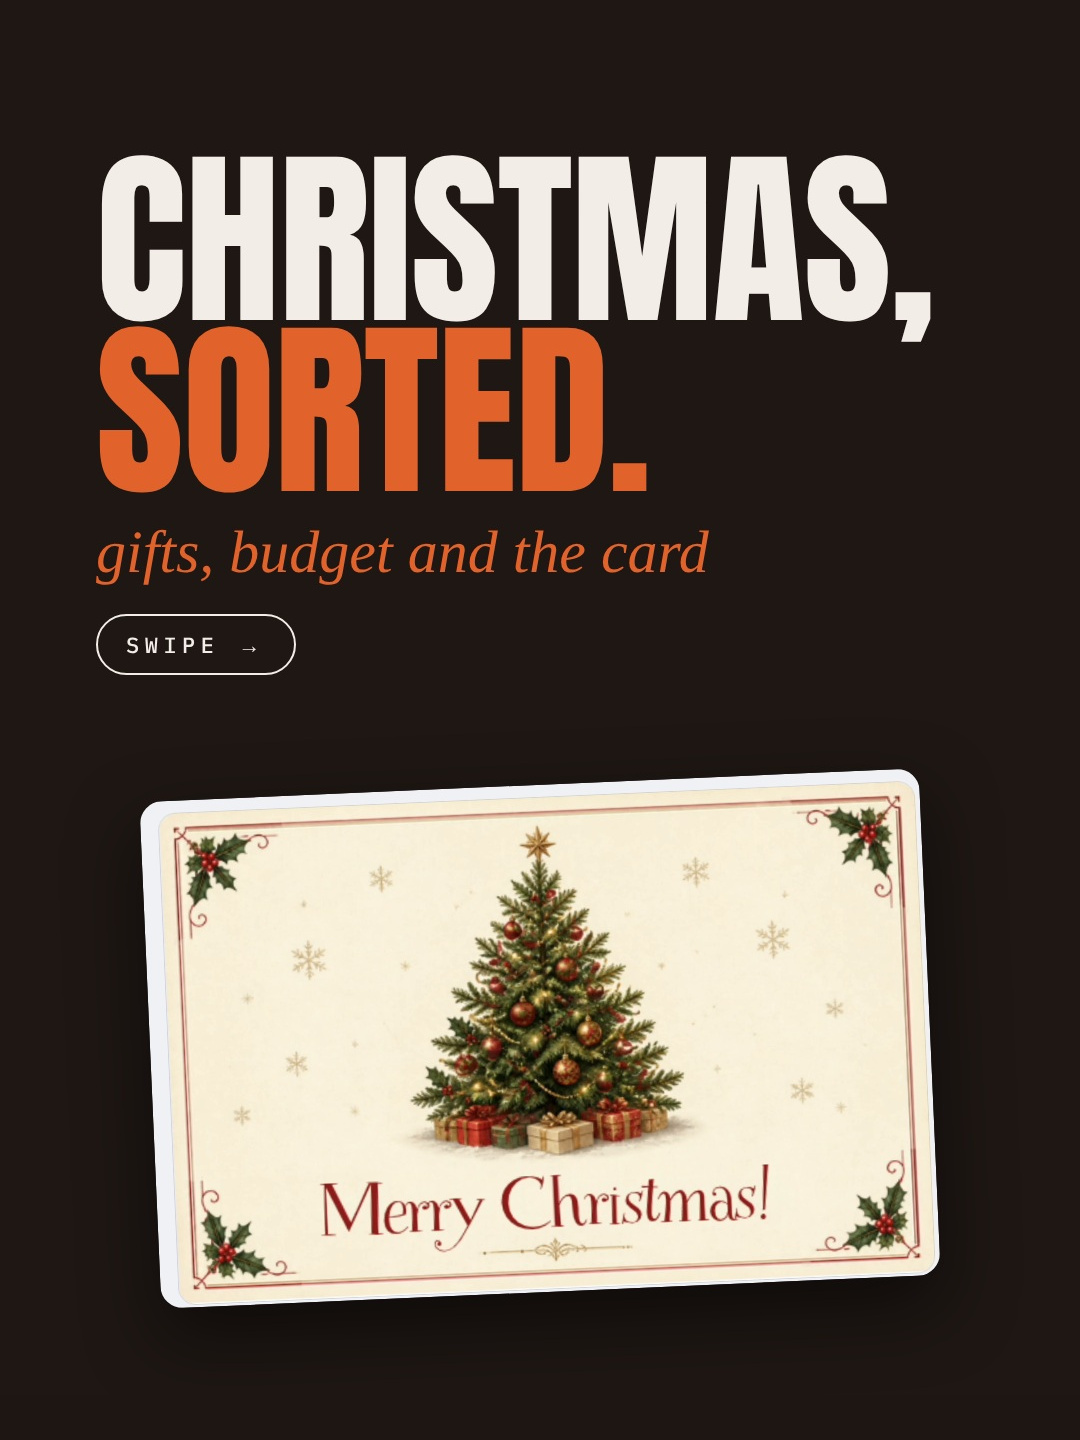 CHRISTMAS,
SORTED.
gifts, budget and the card
SWIPE →
Merry Christmas!